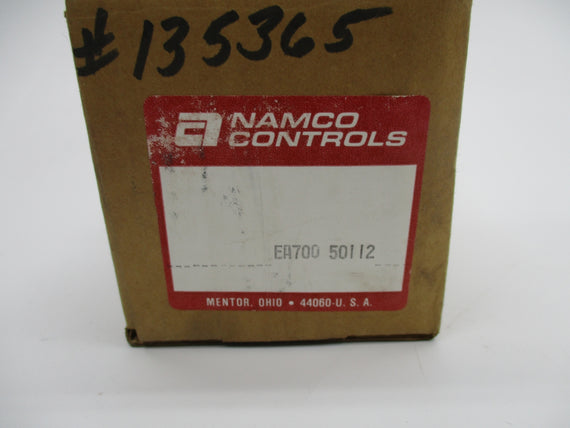 #135365
NAMCO
CONTROLS
EA700 50112
MENTOR, OHIO • 44060-U. S. A.